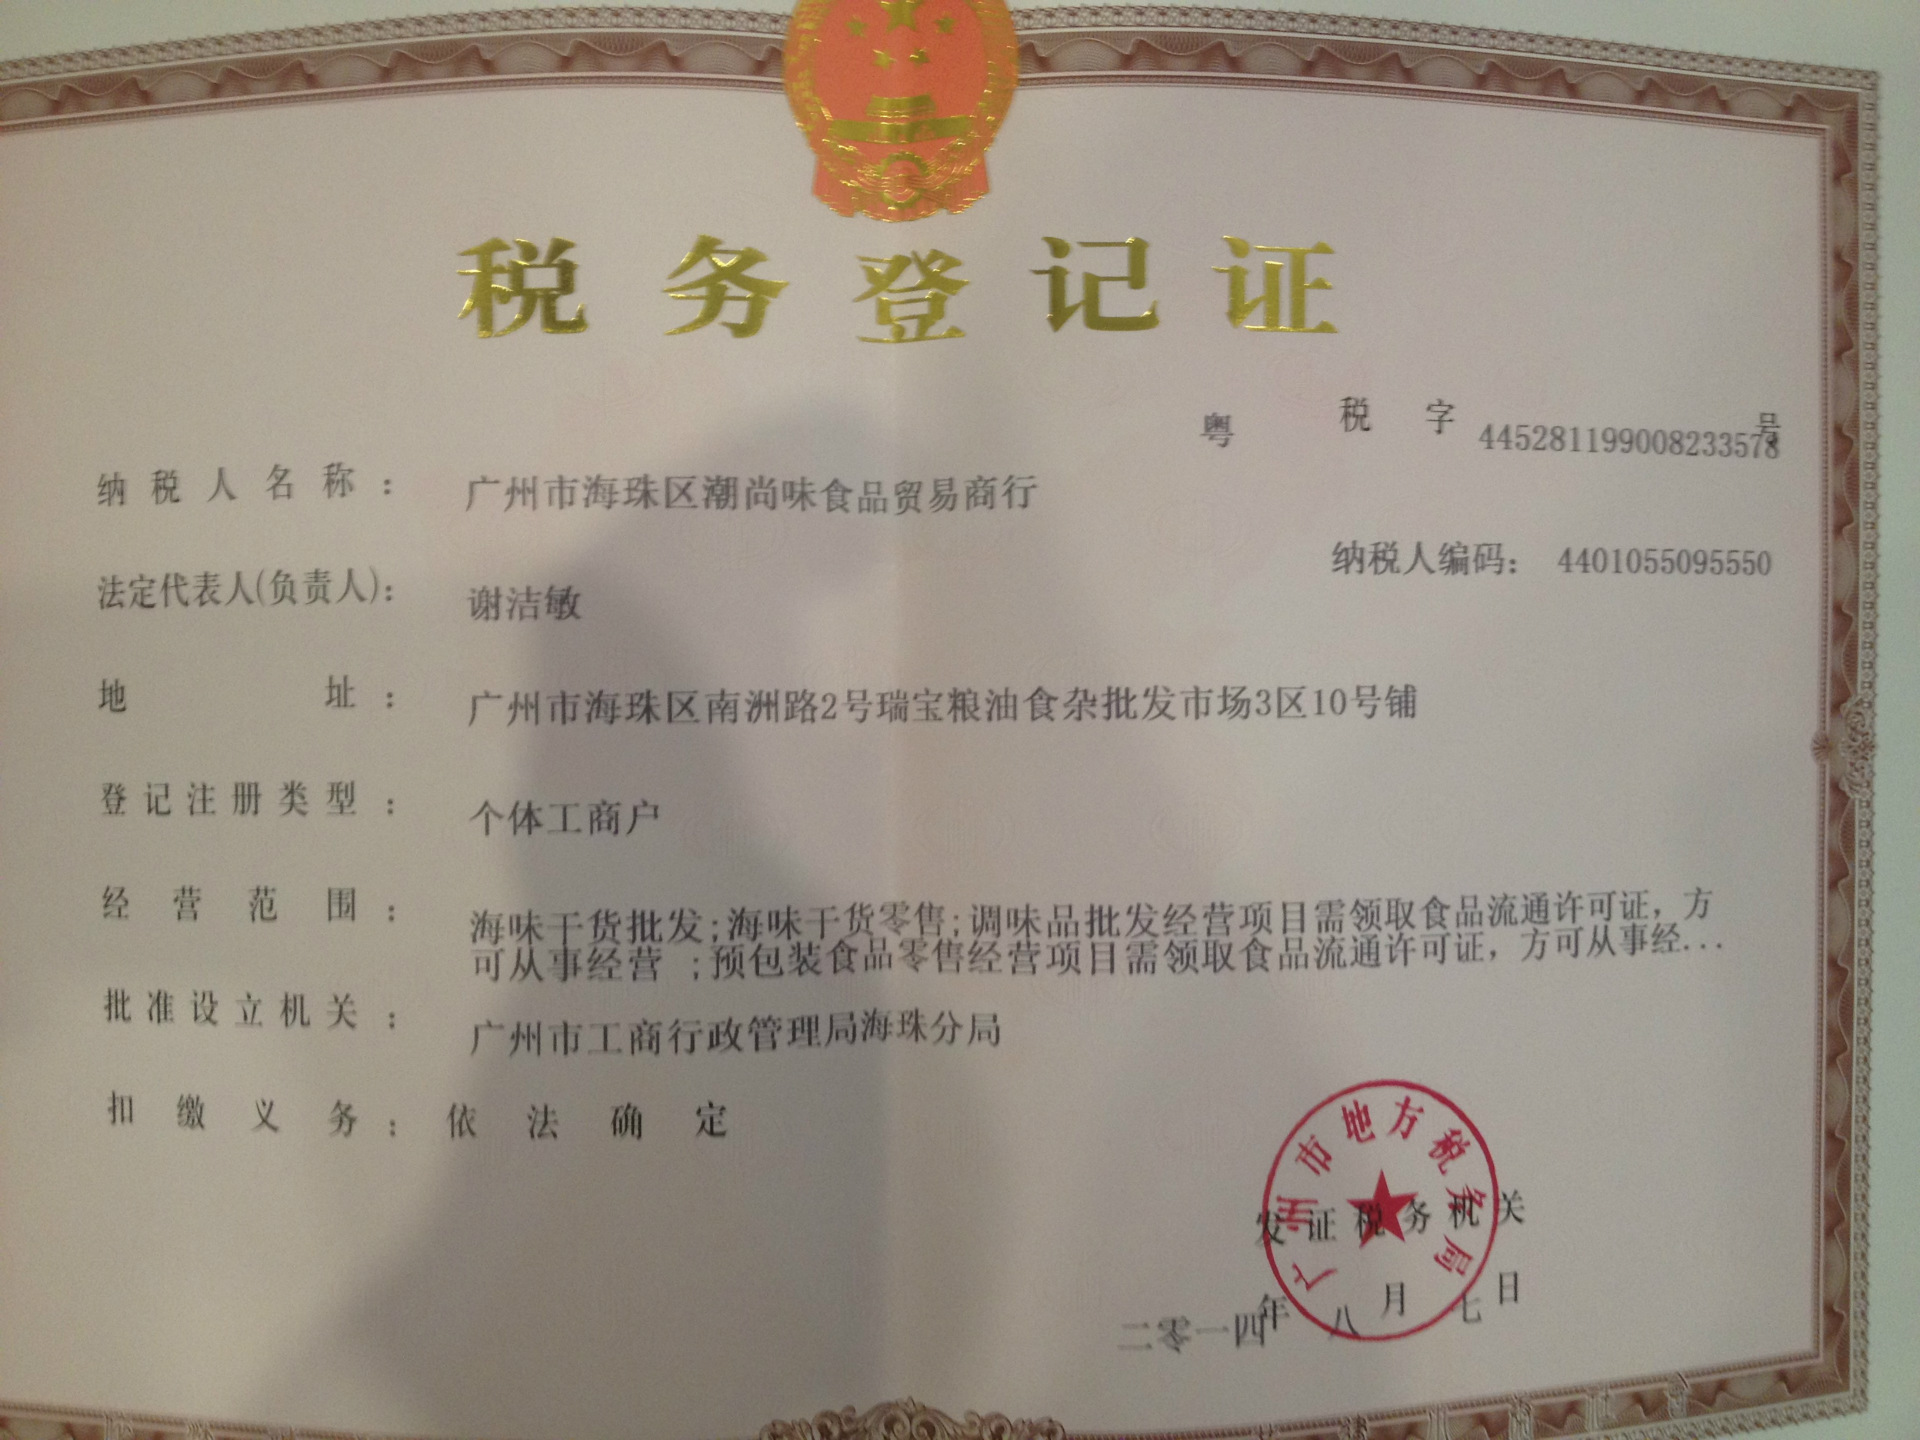 税务登记证
粤 税 字 445281199008233578 号
纳税人名称： 广州市海珠区潮尚味食品贸易商行
纳税人编码： 4401055095550
法定代表人(负责人)： 谢洁敏
地 址： 广州市海珠区南洲路2号瑞宝粮油食杂批发市场3区10号铺
登记注册类型： 个体工商户
经营范围： 海味干货批发;海味干货零售;调味品批发经营项目需领取食品流通许可证，方
可从事经营 ;预包装食品零售经营项目需领取食品流通许可证，方可从事经...
批准设立机关： 广州市工商行政管理局海珠分局
扣缴义务： 依法确定
广州市地方税务局
发证税务机关
二零一四年 八 月 七 日